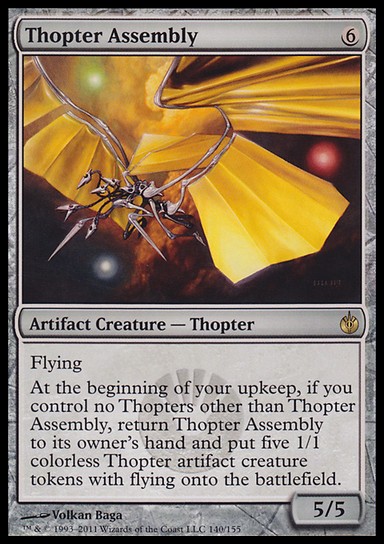 Thopter Assembly 6
Artifact Creature — Thopter
Flying
At the beginning of your upkeep, if you
control no Thopters other than Thopter
Assembly, return Thopter Assembly
to its owner's hand and put five 1/1
colorless Thopter artifact creature
tokens with flying onto the battlefield.
Volkan Baga
™ & © 1993–2011 Wizards of the Coast LLC 140/155
5/5